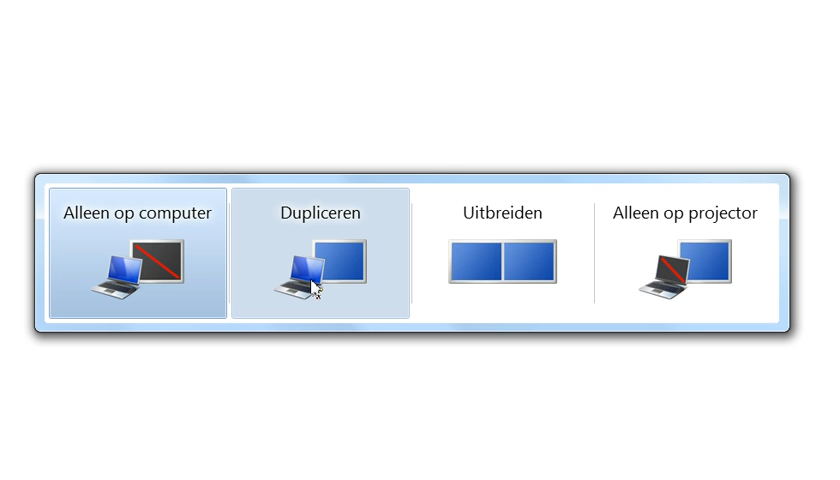 Alleen op computer
Dupliceren
Uitbreiden
Alleen op projector